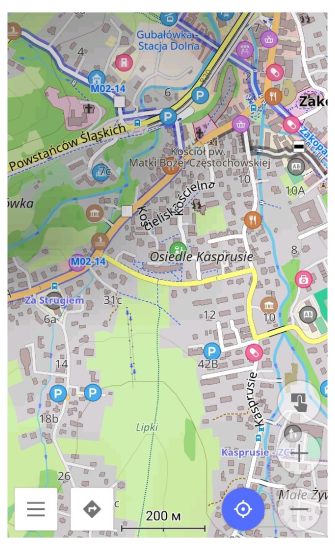 Gubałówka
Stacja Dolna
4
M02-14
6
Zako
Powstańców Śląskich
Kościół pw.
Matki Bożej Częstochowskiej
7c
10
10A
Kościelna
ówka
Osiedle Kasprusie
8
M02-14
Za Strugiem
31c
10
6a
12
42B
14
Kasprusie
18b
Lipki
Kasprusie - ZC
26
Małe Żyw
200 м